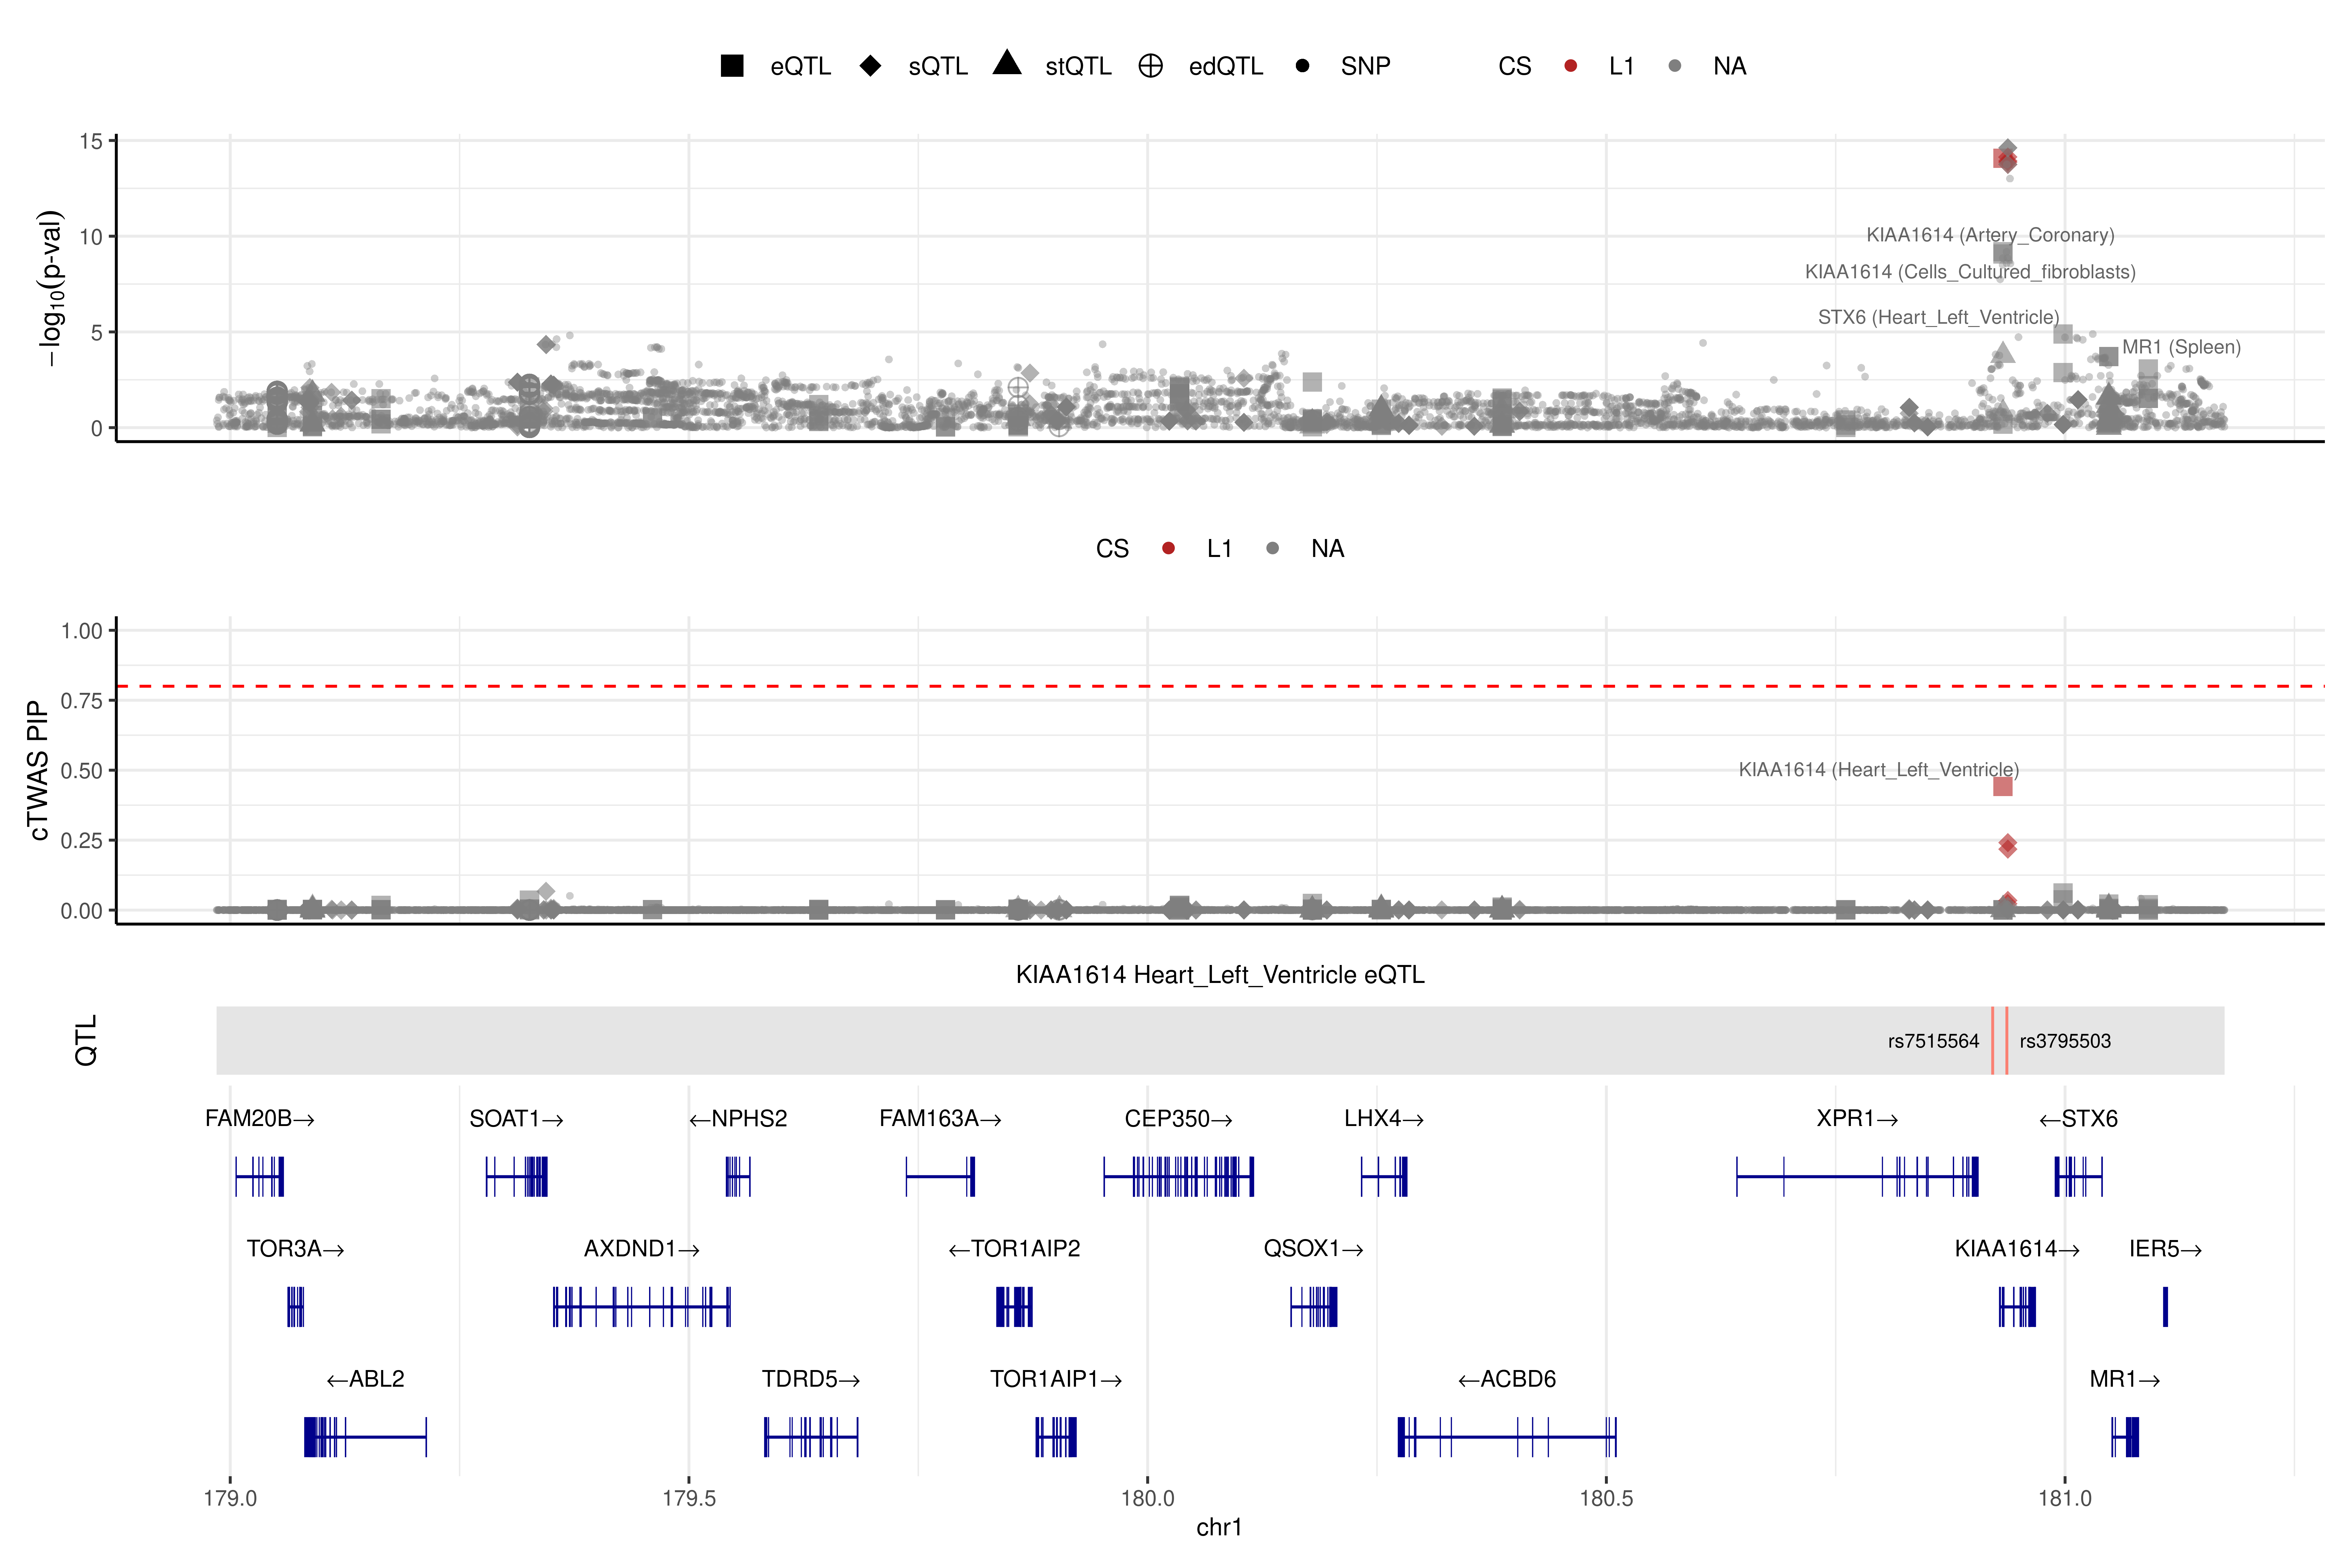 eQTL sQTL stQTL edQTL SNP CS L1 NA
−log10(p-val)
15
10
5
0
KIAA1614 (Artery_Coronary)
KIAA1614 (Cells_Cultured_fibroblasts)
STX6 (Heart_Left_Ventricle)
MR1 (Spleen)
CS L1 NA
cTWAS PIP
1.00
0.75
0.50
0.25
0.00
KIAA1614 (Heart_Left_Ventricle)
KIAA1614 Heart_Left_Ventricle eQTL
QTL
rs7515564 rs3795503
FAM20B→ SOAT1→ ←NPHS2 FAM163A→ CEP350→ LHX4→ XPR1→ ←STX6
TOR3A→ AXDND1→ ←TOR1AIP2 QSOX1→ KIAA1614→ IER5→
←ABL2 TDRD5→ TOR1AIP1→ ←ACBD6 MR1→
179.0 179.5 180.0 180.5 181.0
chr1